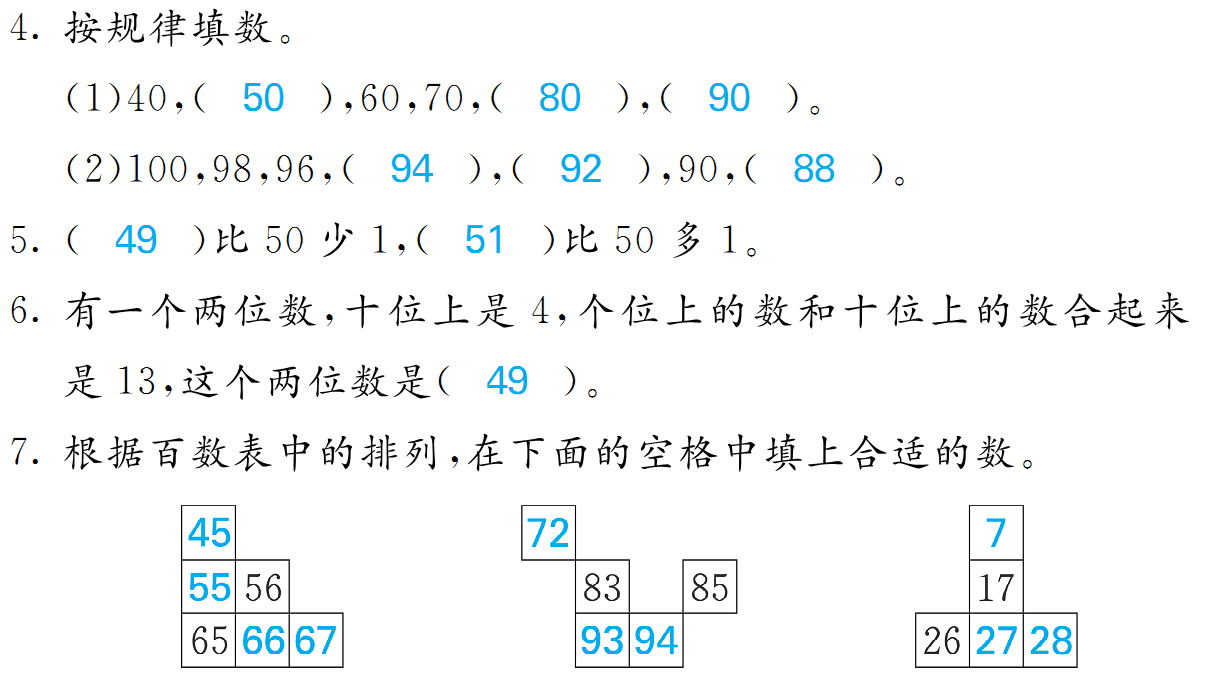 4. 按规律填数。
(1)40,( 50 ),60,70,( 80 ),( 90 )。
(2)100,98,96,( 94 ),( 92 ),90,( 88 )。
5. ( 49 )比 50 少 1,( 51 )比 50 多 1。
6. 有一个两位数,十位上是 4,个位上的数和十位上的数合起来
是 13,这个两位数是( 49 )。
7. 根据百数表中的排列,在下面的空格中填上合适的数。
45 72 7
55 56 83 85 17
65 66 67 93 94 26 27 28